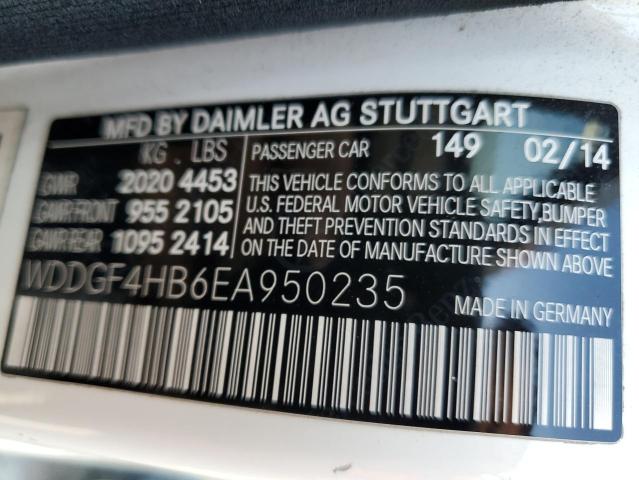 MFD BY DAIMLER AG STUTTGART
KG LBS PASSENGER CAR 149 02/14
GVWR 2020 4453 THIS VEHICLE CONFORMS TO ALL APPLICABLE
GAWR FRONT 955 2105 U.S. FEDERAL MOTOR VEHICLE SAFETY, BUMPER
GAWR REAR 1095 2414 AND THEFT PREVENTION STANDARDS IN EFFECT
ON THE DATE OF MANUFACTURE SHOWN ABOVE.
WDDGF4HB6EA950235 MADE IN GERMANY